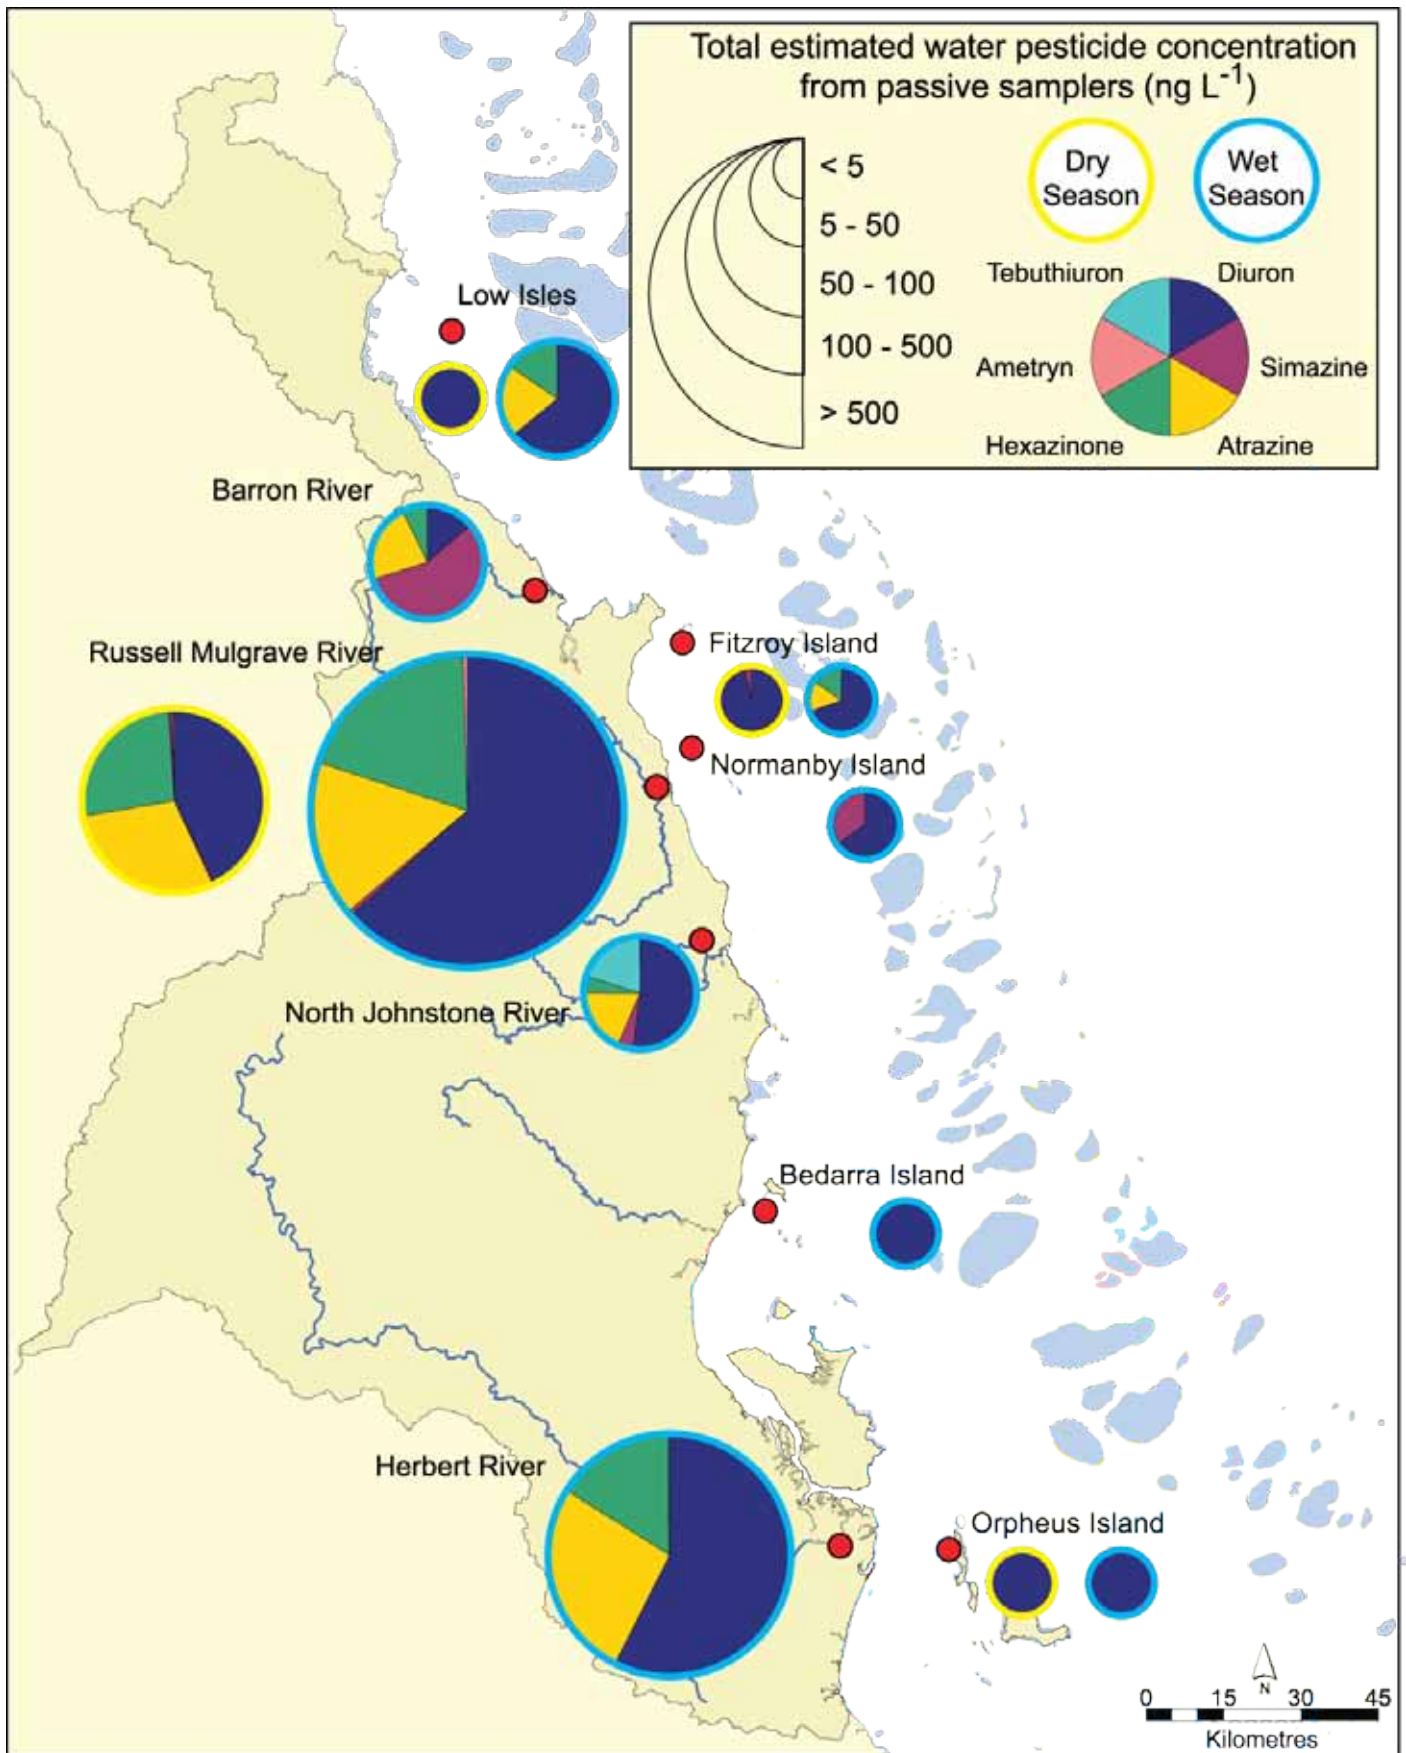 Total estimated water pesticide concentration
from passive samplers (ng L-1)
< 5
5 - 50
50 - 100
100 - 500
> 500
Dry
Season
Wet
Season
Tebuthiuron
Diuron
Ametryn
Simazine
Hexazinone
Atrazine
Low Isles
Barron River
Russell Mulgrave River
Fitzroy Island
Normanby Island
North Johnstone River
Bedarra Island
Herbert River
Orpheus Island
N
0 15 30 45
Kilometres